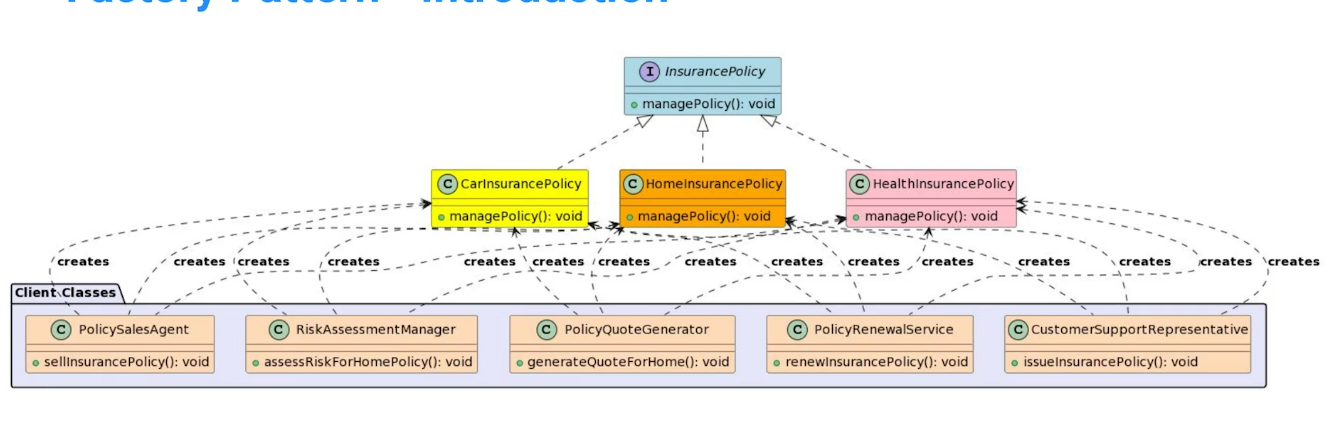 Factory Pattern - Introduction
I InsurancePolicy
managePolicy(): void
C CarInsurancePolicy
managePolicy(): void
C HomeInsurancePolicy
managePolicy(): void
C HealthInsurancePolicy
managePolicy(): void
creates creates creates creates creates creates creates creates creates creates creates creates creates creates creates
Client Classes
C PolicySalesAgent
sellInsurancePolicy(): void
C RiskAssessmentManager
assessRiskForHomePolicy(): void
C PolicyQuoteGenerator
generateQuoteForHome(): void
C PolicyRenewalService
renewInsurancePolicy(): void
C CustomerSupportRepresentative
issueInsurancePolicy(): void